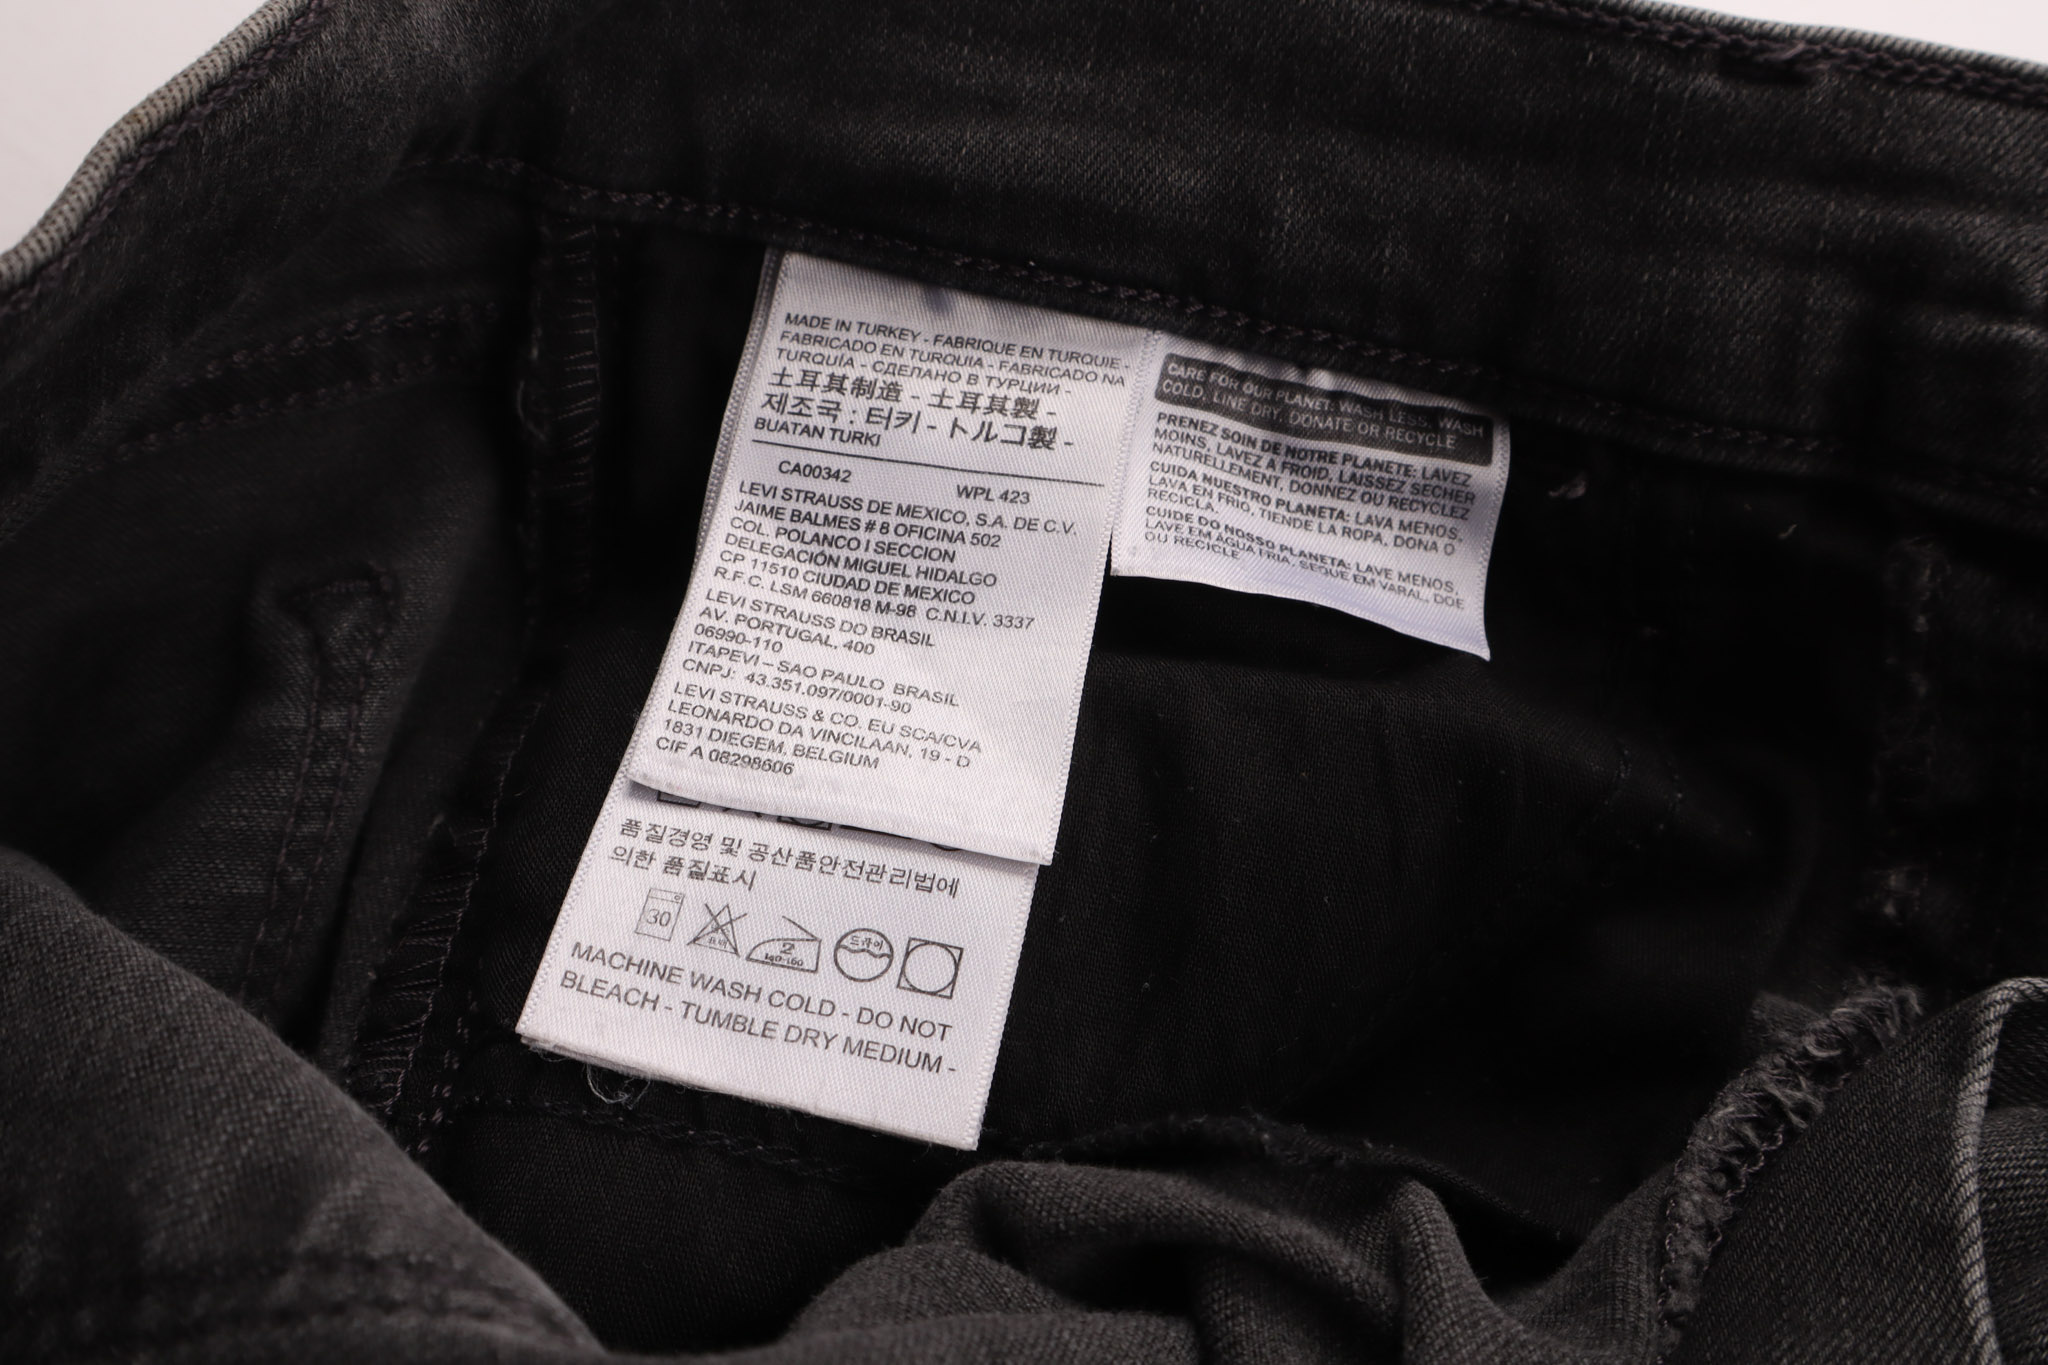 MADE IN TURKEY - FABRIQUE EN TURQUIE -
FABRICADO EN TURQUIA - FABRICADO NA
TURQUÍA - СДЕЛАНО В ТУРЦИИ -
土耳其制造 - 土耳其製 -
제조국 : 터키 - トルコ製 -
BUATAN TURKI
CA00342 WPL 423
LEVI STRAUSS DE MEXICO, S.A. DE C.V.
JAIME BALMES # 8 OFICINA 502
COL. POLANCO I SECCION
DELEGACIÓN MIGUEL HIDALGO
CP 11510 CIUDAD DE MEXICO
R.F.C. LSM 660818 M-98 C.N.I.V. 3337
LEVI STRAUSS DO BRASIL
AV. PORTUGAL, 400
06990-110
ITAPEVI – SAO PAULO BRASIL
CNPJ: 43.351.097/0001-90
LEVI STRAUSS & CO. EU SCA/CVA
LEONARDO DA VINCILAAN, 19 - D
1831 DIEGEM, BELGIUM
CIF A 08298606
품질경영 및 공산품안전관리법에
의한 품질표시
30
2
140-160
드라이
MACHINE WASH COLD - DO NOT
BLEACH - TUMBLE DRY MEDIUM -
CARE FOR OUR PLANET: WASH LESS, WASH
COLD, LINE DRY, DONATE OR RECYCLE
PRENEZ SOIN DE NOTRE PLANETE: LAVEZ
MOINS, LAVEZ À FROID, LAISSEZ SECHER
NATURELLEMENT, DONNEZ OU RECYCLEZ
CUIDA NUESTRO PLANETA: LAVA MENOS,
LAVA EN FRIO, TIENDE LA ROPA, DONA O
RECICLA.
CUIDE DO NOSSO PLANETA: LAVE MENOS,
LAVE EM ÁGUA FRIA, SEQUE EM VARAL, DOE
OU RECICLE